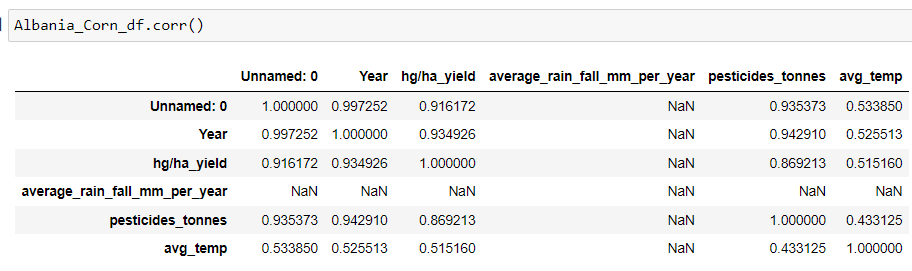 Albania_Corn_df.corr()
Unnamed: 0 Year hg/ha_yield average_rain_fall_mm_per_year pesticides_tonnes avg_temp
Unnamed: 0 1.000000 0.997252 0.916172 NaN 0.935373 0.533850
Year 0.997252 1.000000 0.934926 NaN 0.942910 0.525513
hg/ha_yield 0.916172 0.934926 1.000000 NaN 0.869213 0.515160
average_rain_fall_mm_per_year NaN NaN NaN NaN NaN NaN
pesticides_tonnes 0.935373 0.942910 0.869213 NaN 1.000000 0.433125
avg_temp 0.533850 0.525513 0.515160 NaN 0.433125 1.000000